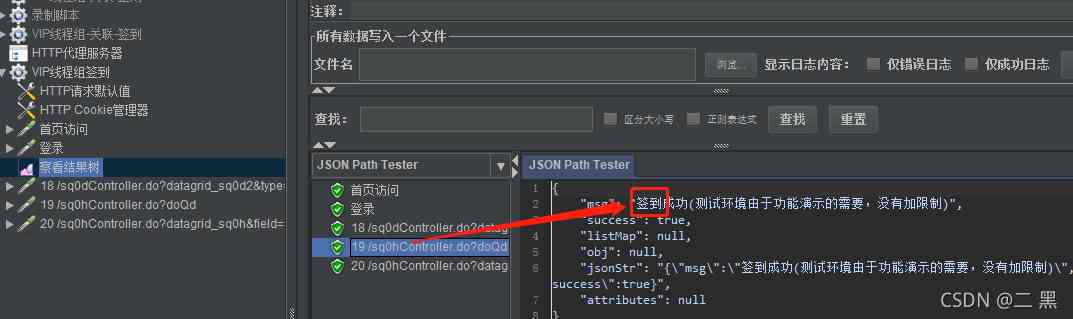 录制脚本
VIP线程组-关联-签到
HTTP代理服务器
VIP线程组签到
HTTP请求默认值
HTTP Cookie管理器
首页访问
登录
察看结果树
18 /sq0dController.do?datagrid_sq0d2&type=
19 /sq0hController.do?doQd
20 /sq0hController.do?datagrid_sq0h&field=
注释:
所有数据写入一个文件
文件名
浏览...
显示日志内容:
仅错误日志
仅成功日志
查找:
区分大小写
正则表达式
查找
重置
JSON Path Tester
首页访问
登录
18 /sq0dController.do?datag
19 /sq0hController.do?doQd
20 /sq0hController.do?datag
JSON Path Tester
1 {
2 "msg": "签到成功(测试环境由于功能演示的需要，没有加限制)",
3 "success": true,
4 "listMap": null,
5 "obj": null,
6 "jsonStr": "{\"msg\":\"签到成功(测试环境由于功能演示的需要，没有加限制)\",
success\":true}",
7 "attributes": null
8 }
CSDN @二 黑